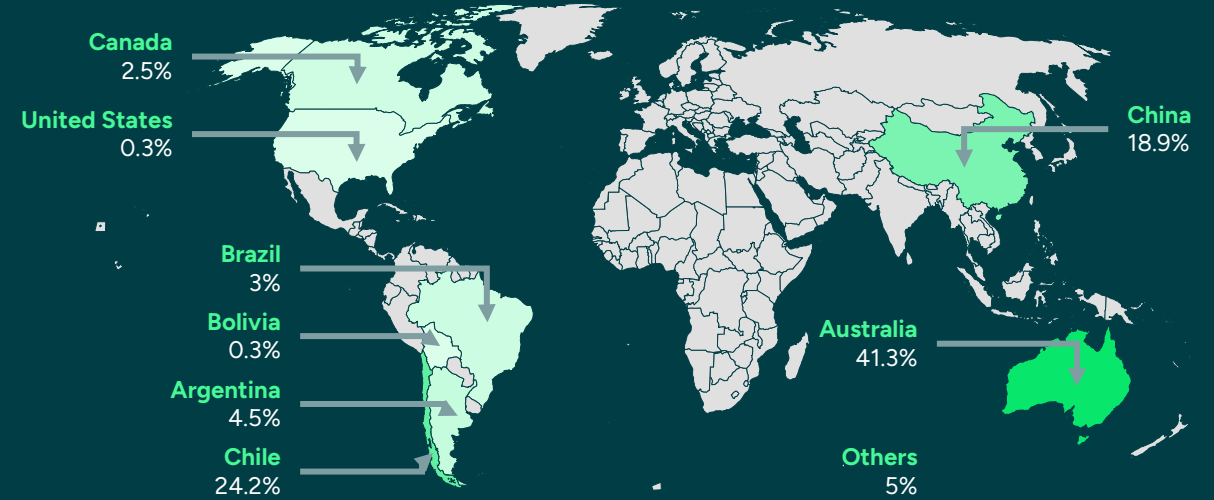 Canada
2.5%
United States
0.3%
China
18.9%
Brazil
3%
Bolivia
0.3%
Australia
41.3%
Argentina
4.5%
Chile
24.2%
Others
5%